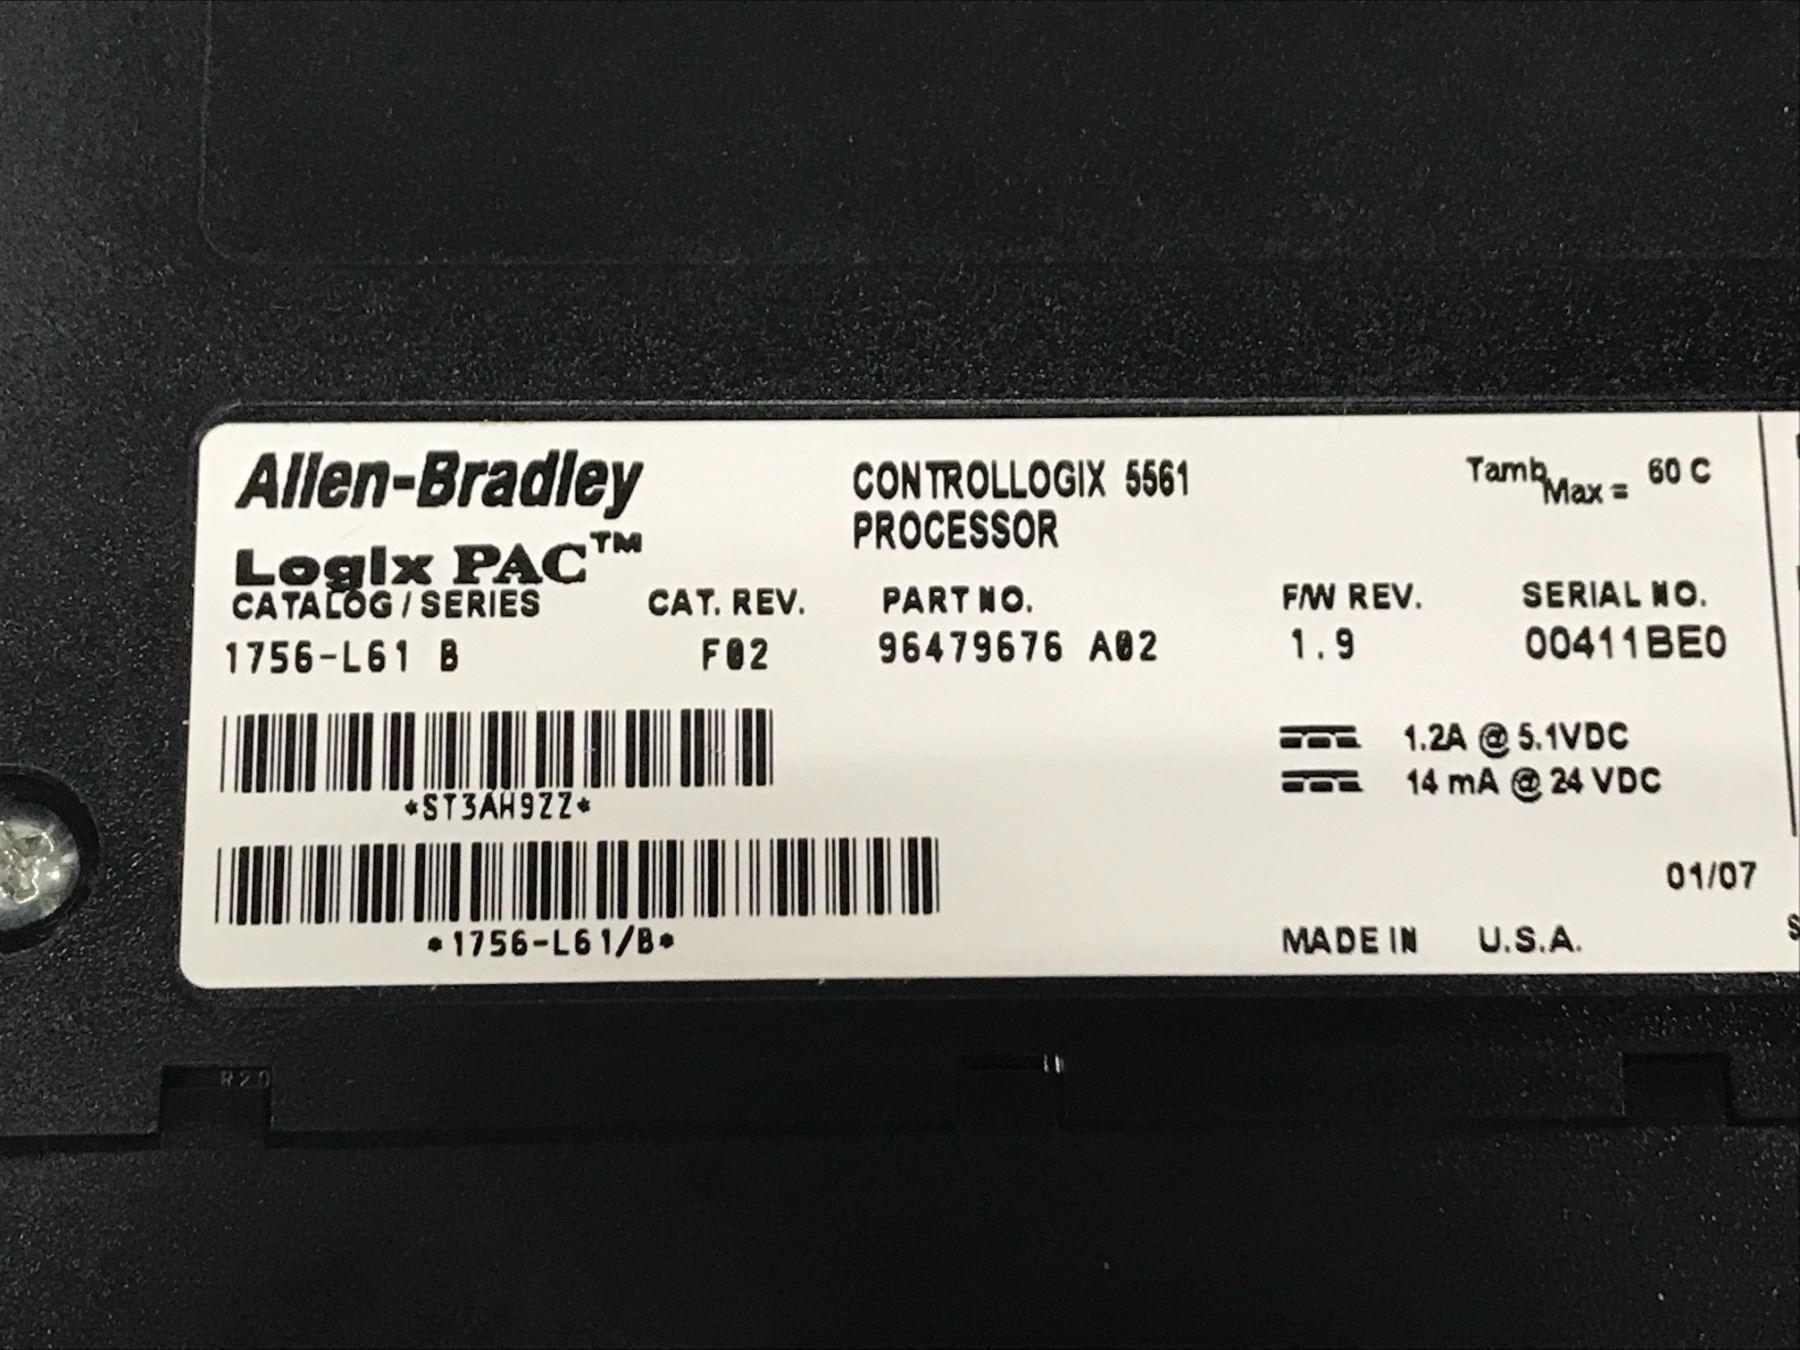 Allen-Bradley
Logix PAC™
CONTROLLOGIX 5561
PROCESSOR
Tamb Max = 60 C
CATALOG / SERIES CAT. REV. PART NO. F/W REV. SERIAL NO.
1756-L61 B F02 96479676 A02 1.9 00411BE0
*ST3AH9ZZ*
1.2A @ 5.1VDC
14 mA @ 24 VDC
*1756-L61/B*
01/07
MADE IN U.S.A.
R20